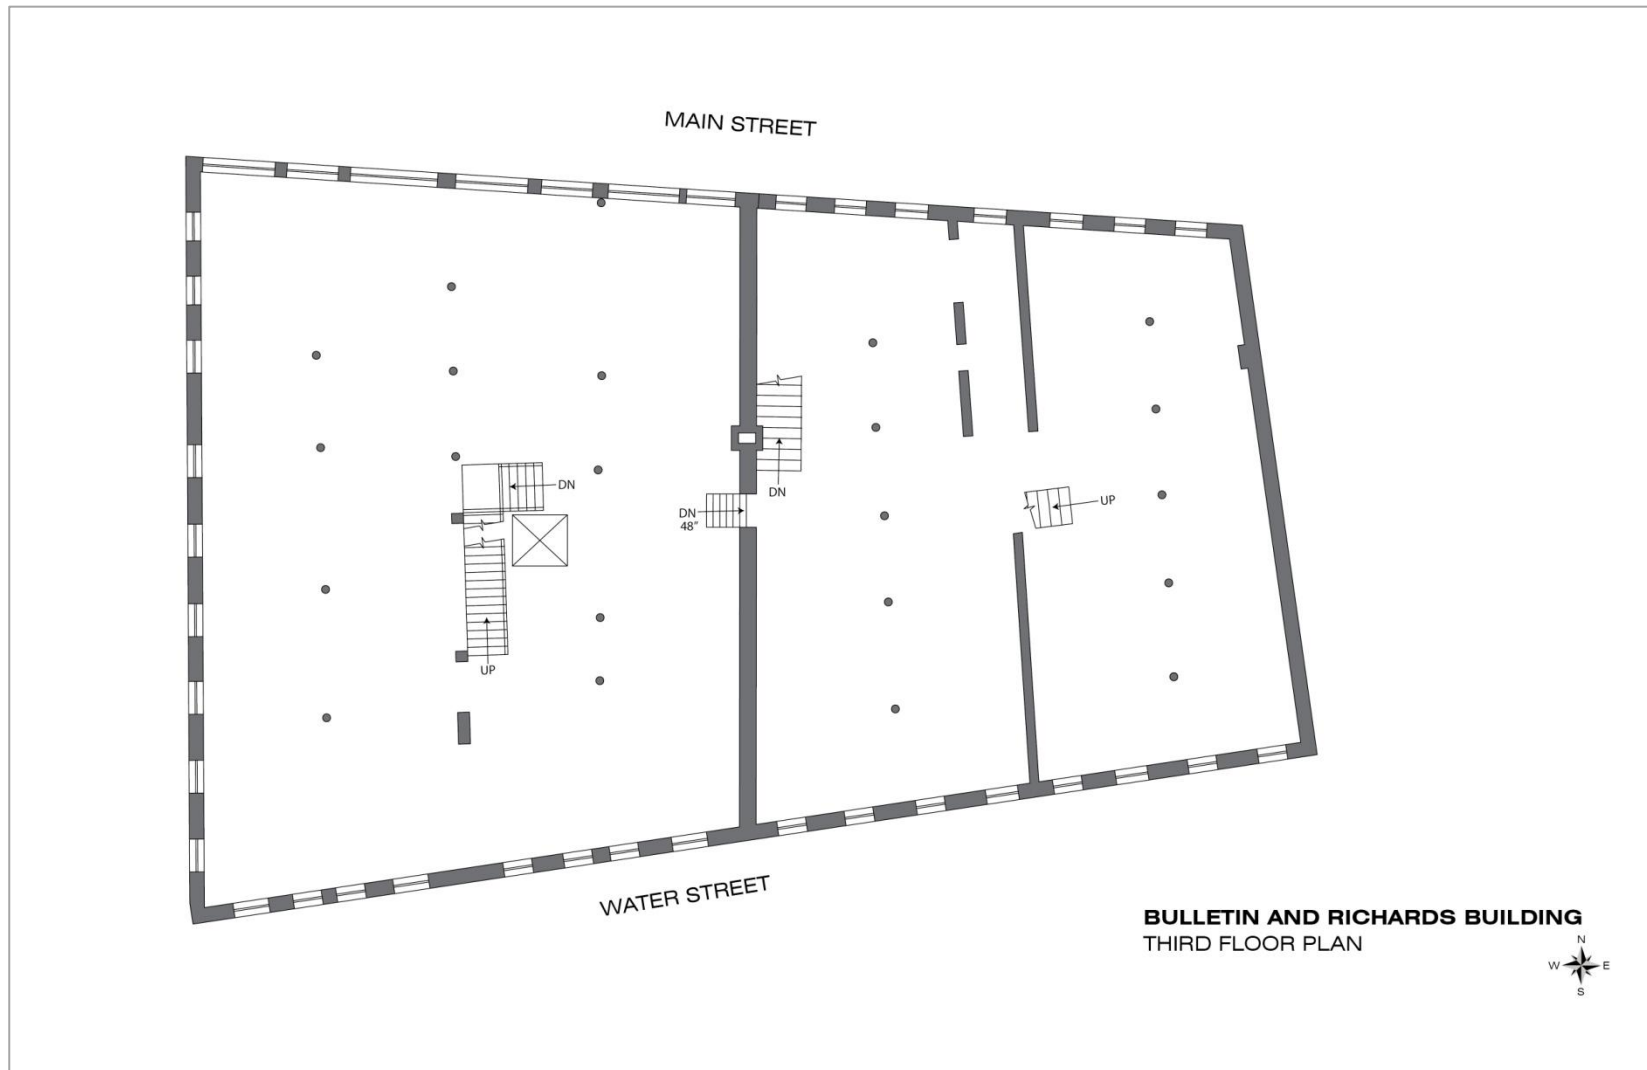 MAIN STREET
DN
DN
48"
DN
UP
UP
WATER STREET
BULLETIN AND RICHARDS BUILDING
THIRD FLOOR PLAN
N
W E
S